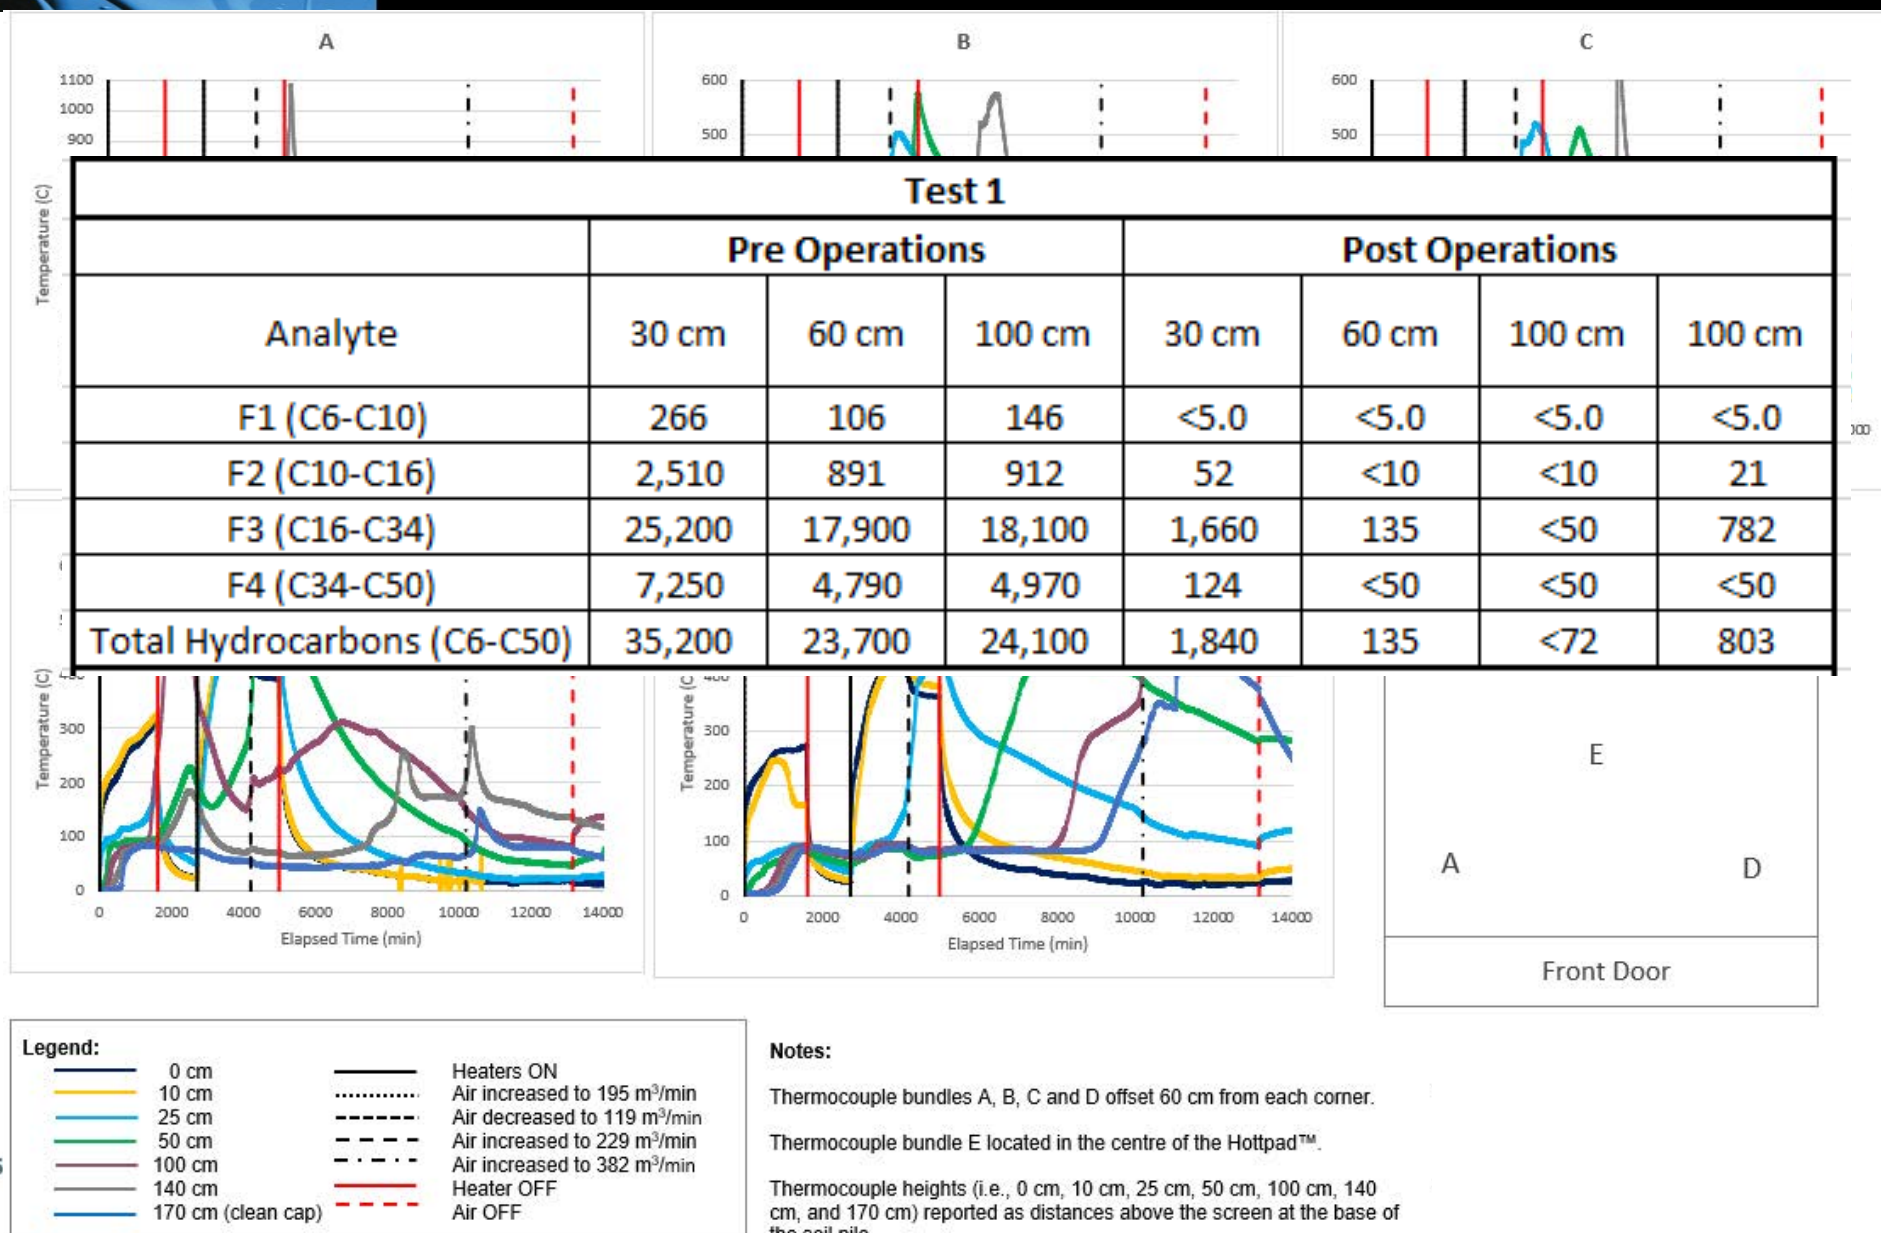 A
B
C
1100
1000
900
Temperature (C)
600
500
600
500
Test 1
Pre Operations Post Operations
Analyte 30 cm 60 cm 100 cm 30 cm 60 cm 100 cm 100 cm
F1 (C6-C10) 266 106 146 <5.0 <5.0 <5.0 <5.0
F2 (C10-C16) 2,510 891 912 52 <10 <10 21
F3 (C16-C34) 25,200 17,900 18,100 1,660 135 <50 782
F4 (C34-C50) 7,250 4,790 4,970 124 <50 <50 <50
Total Hydrocarbons (C6-C50) 35,200 23,700 24,100 1,840 135 <72 803
Temperature (C)
300
200
100
0
0 2000 4000 6000 8000 10000 12000 14000
Elapsed Time (min)
Temperature (C
400
300
200
100
0
0 2000 4000 6000 8000 10000 12000 14000
Elapsed Time (min)
E
A D
Front Door
Legend:
0 cm Heaters ON
10 cm Air increased to 195 m³/min
25 cm Air decreased to 119 m³/min
50 cm Air increased to 229 m³/min
100 cm Air increased to 382 m³/min
140 cm Heater OFF
170 cm (clean cap) Air OFF
Notes:
Thermocouple bundles A, B, C and D offset 60 cm from each corner.
Thermocouple bundle E located in the centre of the Hottpad™.
Thermocouple heights (i.e., 0 cm, 10 cm, 25 cm, 50 cm, 100 cm, 140
cm, and 170 cm) reported as distances above the screen at the base of
the soil pile